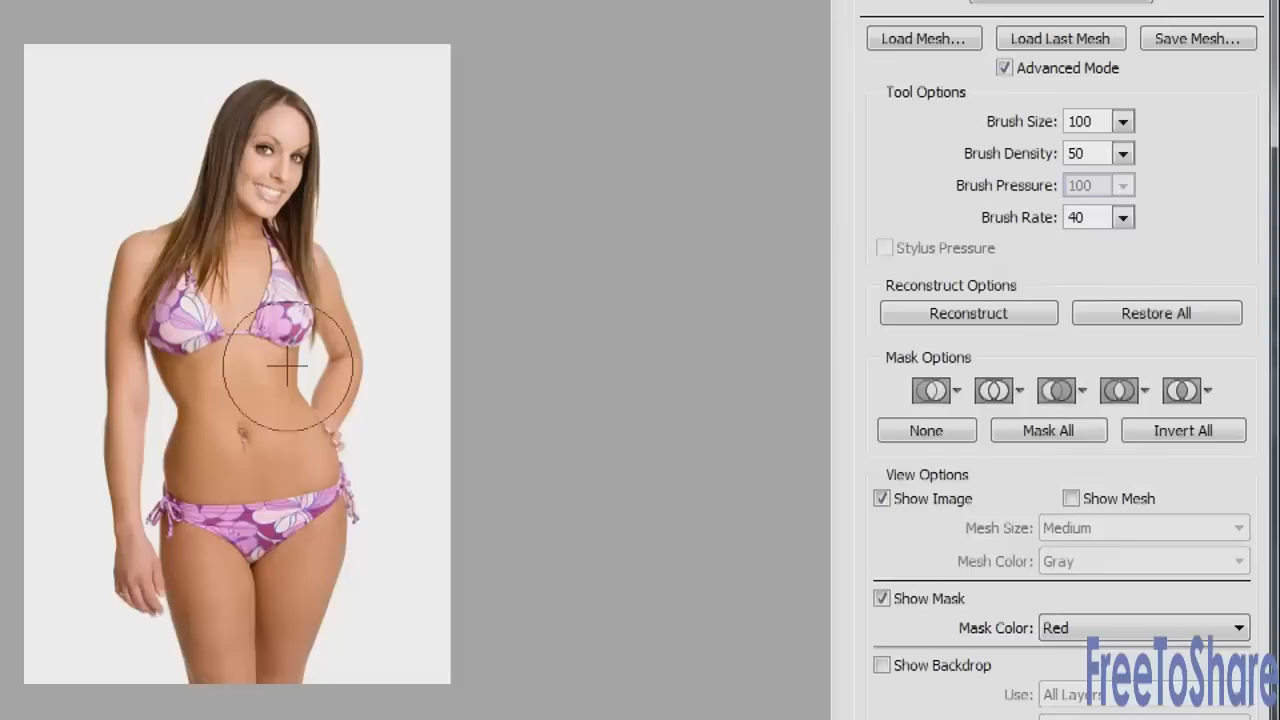 Load Mesh... Load Last Mesh Save Mesh...
Advanced Mode
Tool Options
Brush Size: 100
Brush Density: 50
Brush Pressure: 100
Brush Rate: 40
Stylus Pressure
Reconstruct Options
Reconstruct Restore All
Mask Options
None Mask All Invert All
View Options
Show Image Show Mesh
Mesh Size: Medium
Mesh Color: Gray
Show Mask
Mask Color: Red
Show Backdrop
Use: All Layers
FreeToShare